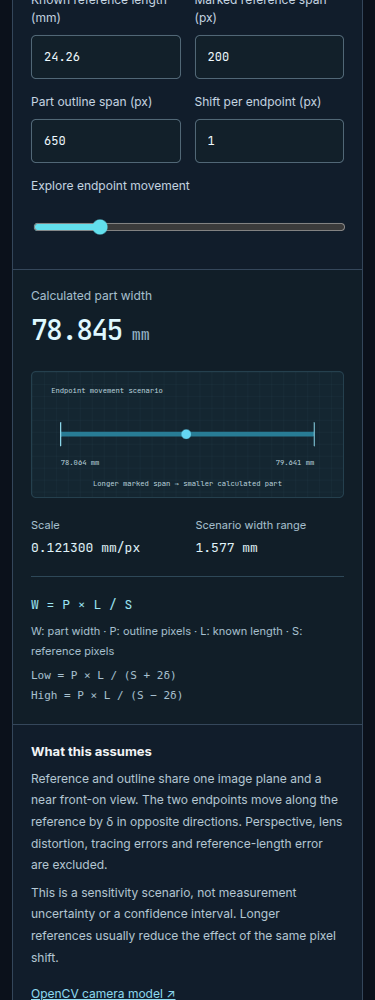 Known reference length
Marked reference span
(mm)
(px)
24.26
200
Part outline span (px)
Shift per endpoint (px)
650
1
Explore endpoint movement
Calculated part width
78.845 mm
Endpoint movement scenario
78.064 mm
79.641 mm
Longer marked span → smaller calculated part
Scale
Scenario width range
0.121300 mm/px
1.577 mm
W = P × L / S
W: part width · P: outline pixels · L: known length · S:
reference pixels
Low = P × L / (S + 2δ)
High = P × L / (S − 2δ)
What this assumes
Reference and outline share one image plane and a
near front-on view. The two endpoints move along the
reference by δ in opposite directions. Perspective, lens
distortion, tracing errors and reference-length error
are excluded.
This is a sensitivity scenario, not measurement
uncertainty or a confidence interval. Longer
references usually reduce the effect of the same pixel
shift.
OpenCV camera model ↗